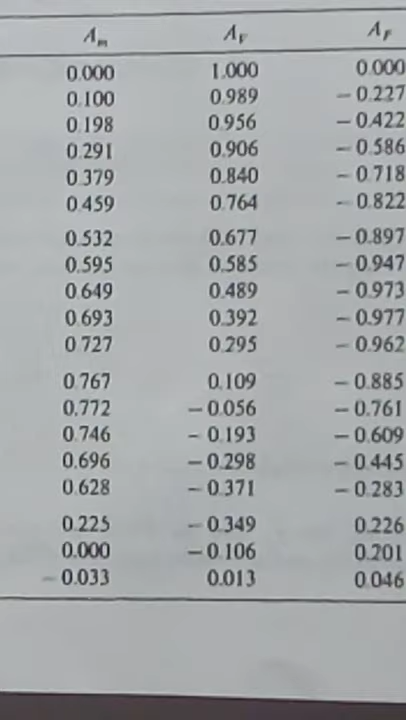 Am AV AF
0.000 1.000 0.000
0.100 0.989 − 0.227
0.198 0.956 − 0.422
0.291 0.906 − 0.586
0.379 0.840 − 0.718
0.459 0.764 − 0.822
0.532 0.677 − 0.897
0.595 0.585 − 0.947
0.649 0.489 − 0.973
0.693 0.392 − 0.977
0.727 0.295 − 0.962
0.767 0.109 − 0.885
0.772 − 0.056 − 0.761
0.746 − 0.193 − 0.609
0.696 − 0.298 − 0.445
0.628 − 0.371 − 0.283
0.225 − 0.349 0.226
0.000 − 0.106 0.201
− 0.033 0.013 0.046